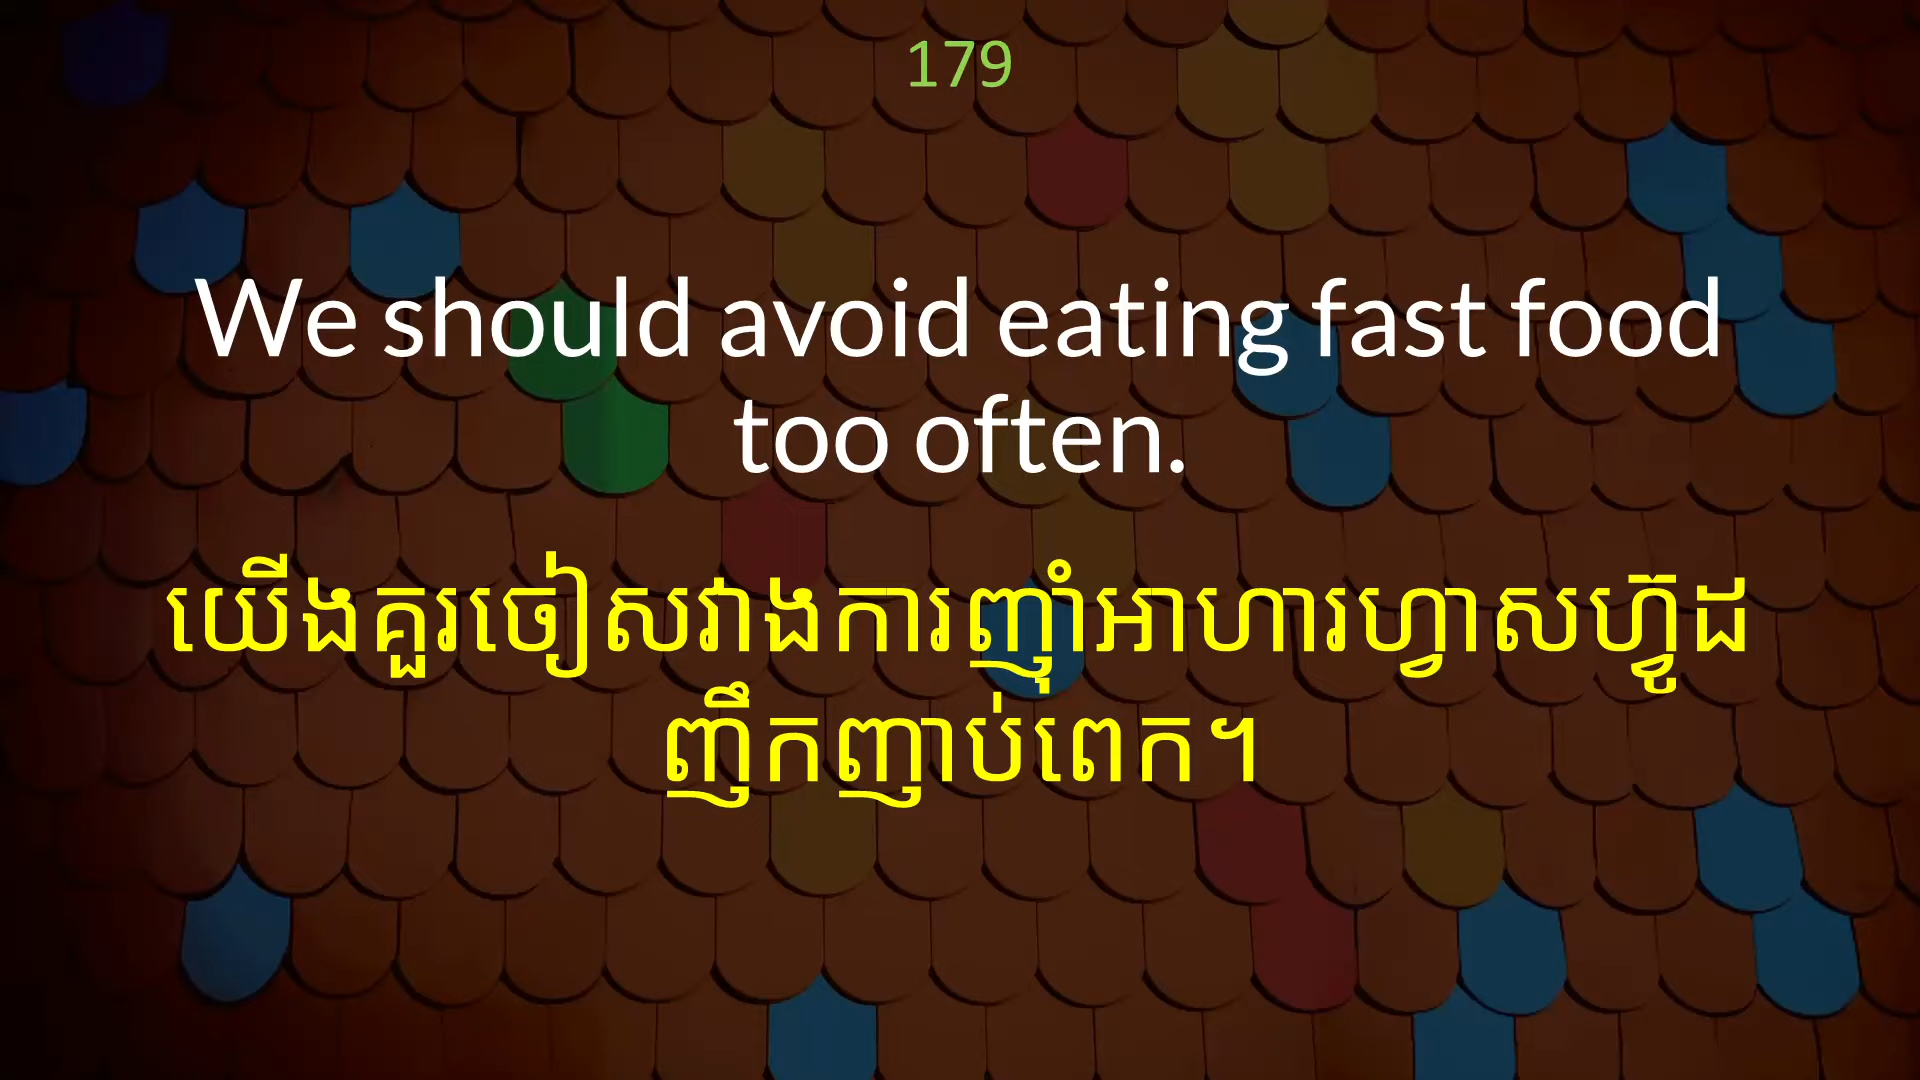 179
We should avoid eating fast food
too often.
យើងគួរចៀសវាងការញ៉ាំអាហារហ្វាសហ្វ៊ូដ
ញឹកញាប់ពេក។